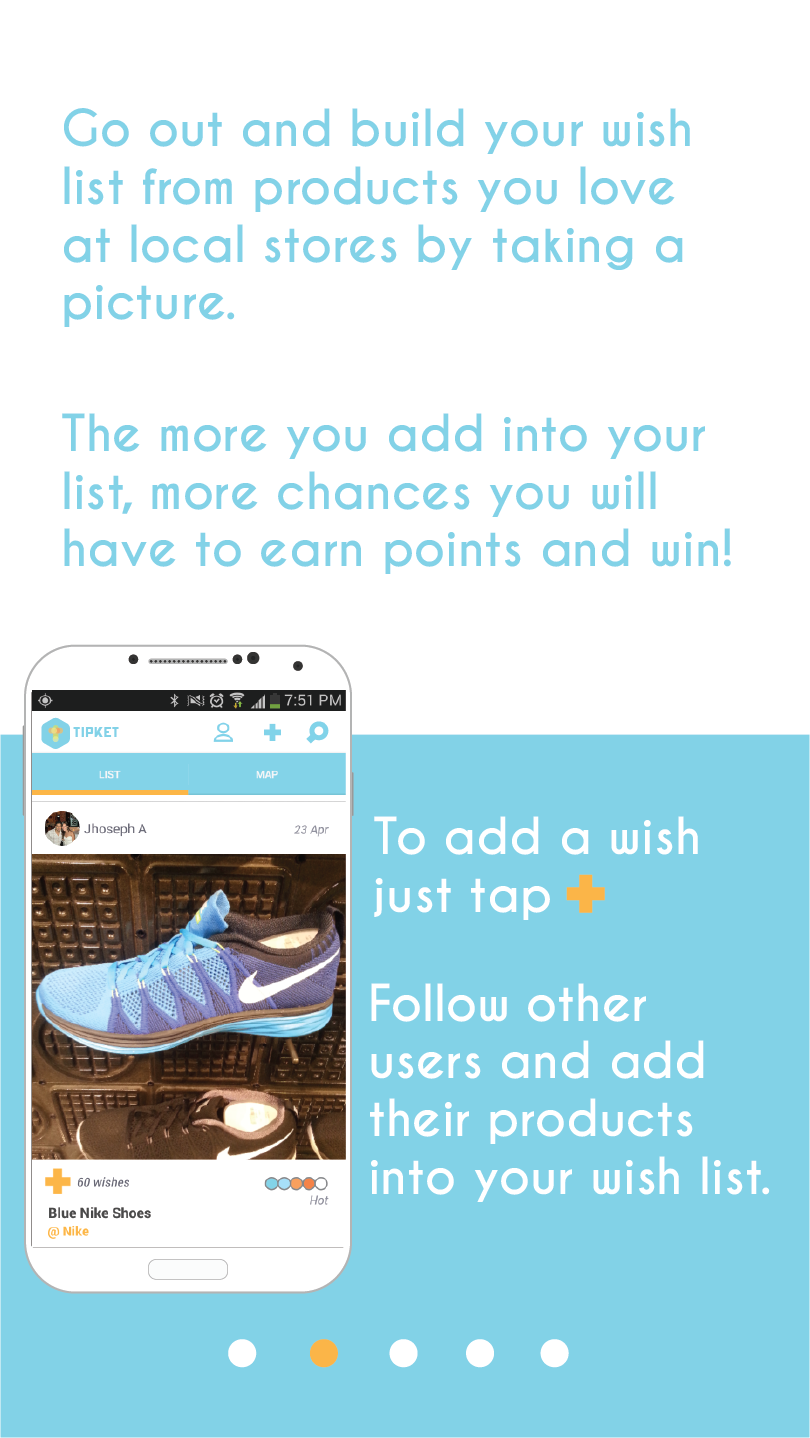 Go out and build your wish
list from products you love
at local stores by taking a
picture.
The more you add into your
list, more chances you will
have to earn points and win!
7:51 PM
TIPKET
LIST
MAP
Jhoseph A
23 Apr
To add a wish
just tap
Follow other
users and add
their products
into your wish list.
60 wishes
Hot
Blue Nike Shoes
@ Nike